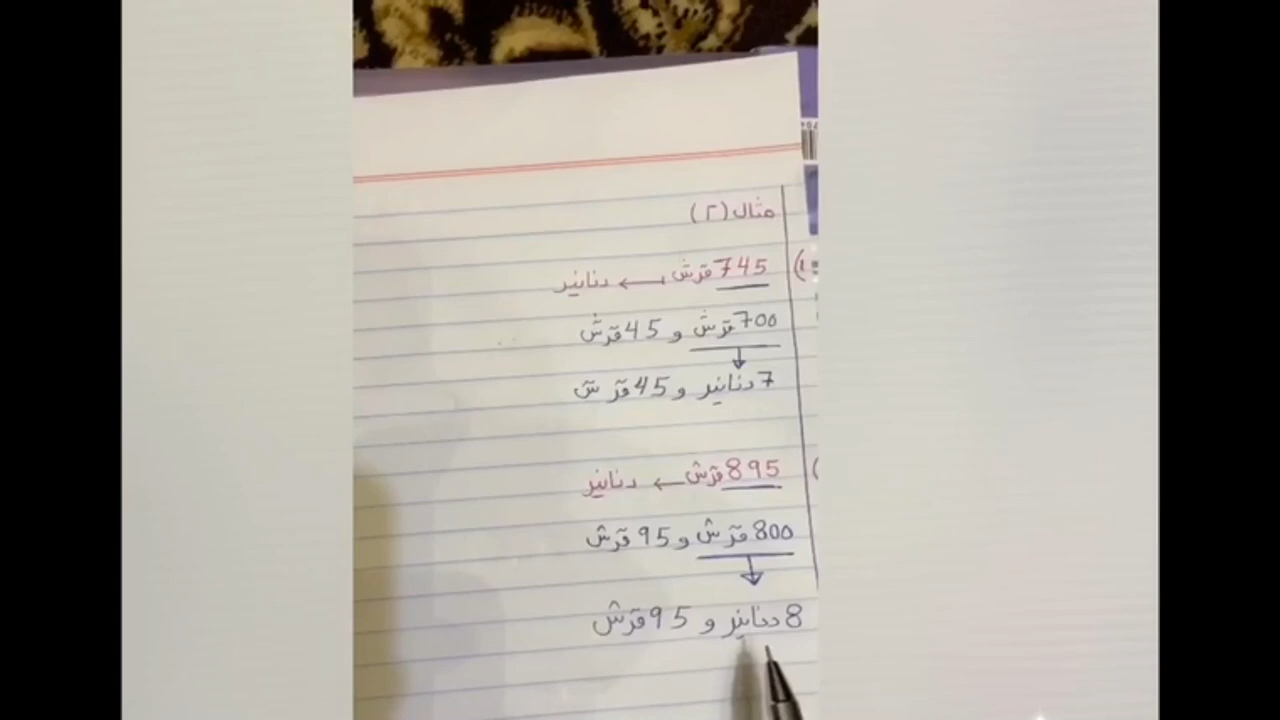 مثال (٢)
745 قرش ← دنانير
700 قرش و 45 قرش
7 دنانير و 45 قرش
895 قرش ← دنانير
800 قرش و 95 قرش
8 دنانير و 95 قرش